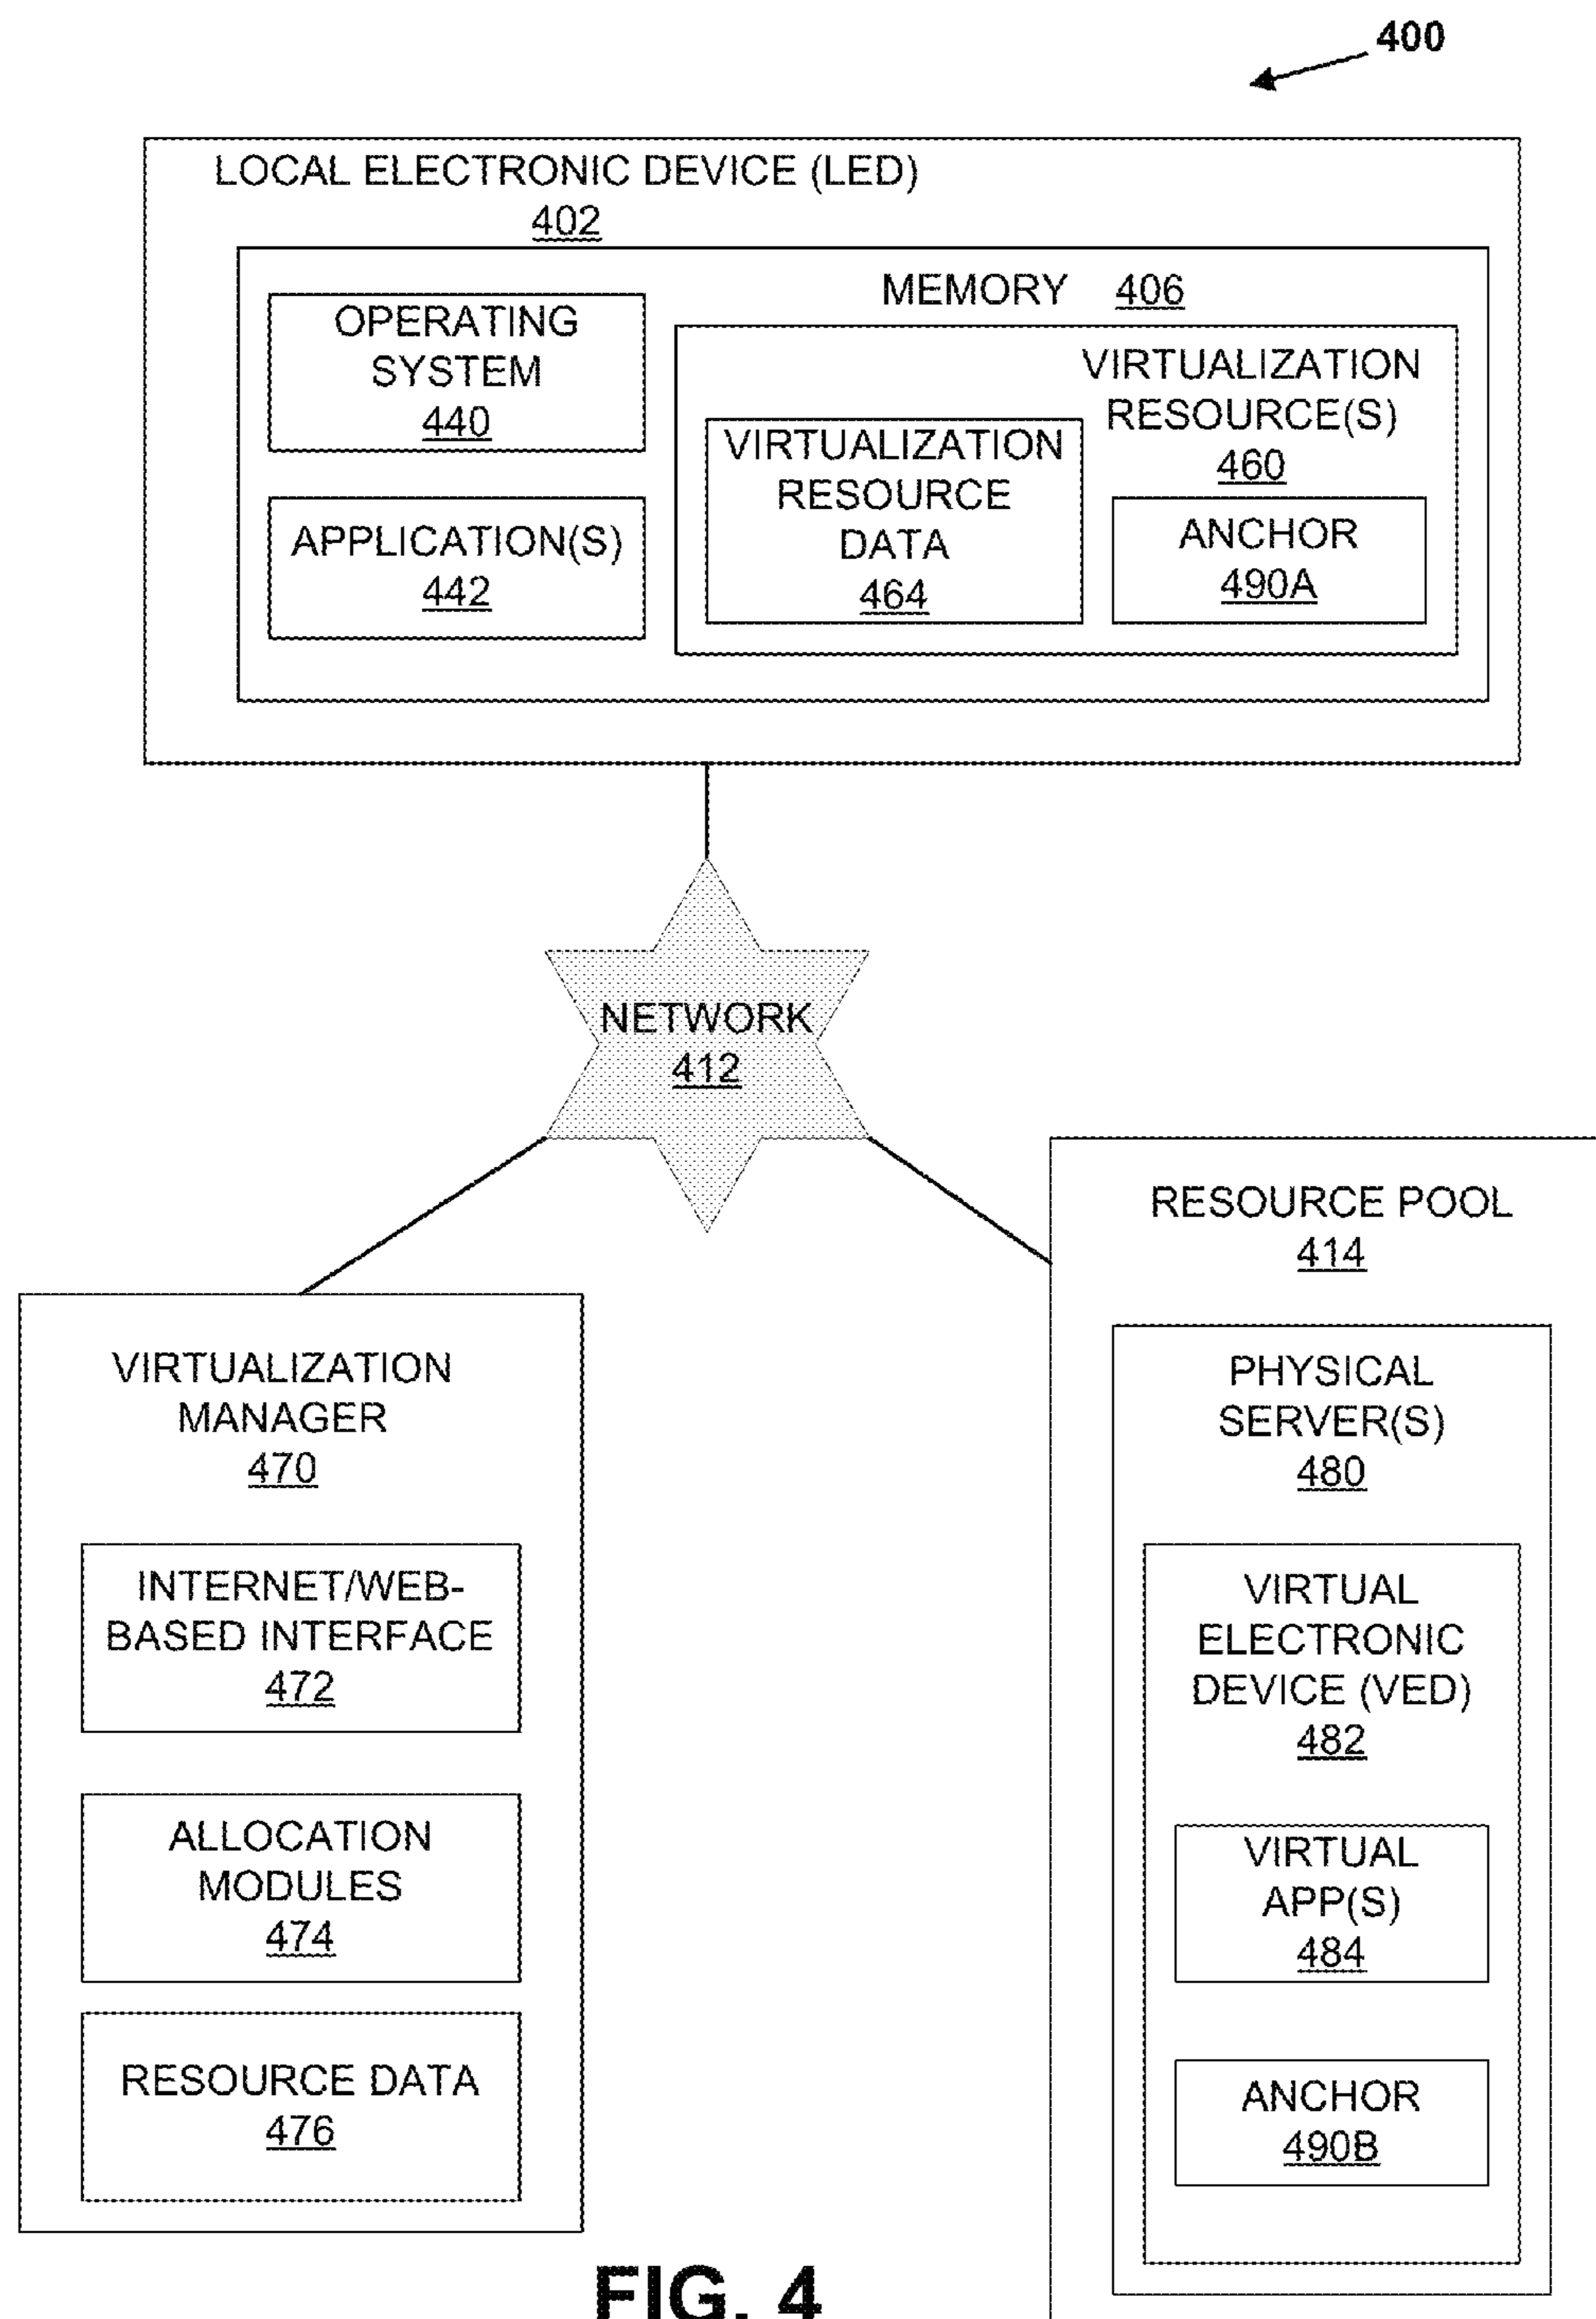 400
LOCAL ELECTRONIC DEVICE (LED)
402
MEMORY 406
OPERATING
SYSTEM
440
APPLICATION(S)
442
VIRTUALIZATION
RESOURCE(S)
460
VIRTUALIZATION
RESOURCE
DATA
464
ANCHOR
490A
NETWORK
412
VIRTUALIZATION
MANAGER
470
INTERNET/WEB-
BASED INTERFACE
472
ALLOCATION
MODULES
474
RESOURCE DATA
476
RESOURCE POOL
414
PHYSICAL
SERVER(S)
480
VIRTUAL
ELECTRONIC
DEVICE (VED)
482
VIRTUAL
APP(S)
484
ANCHOR
490B
FIG. 4